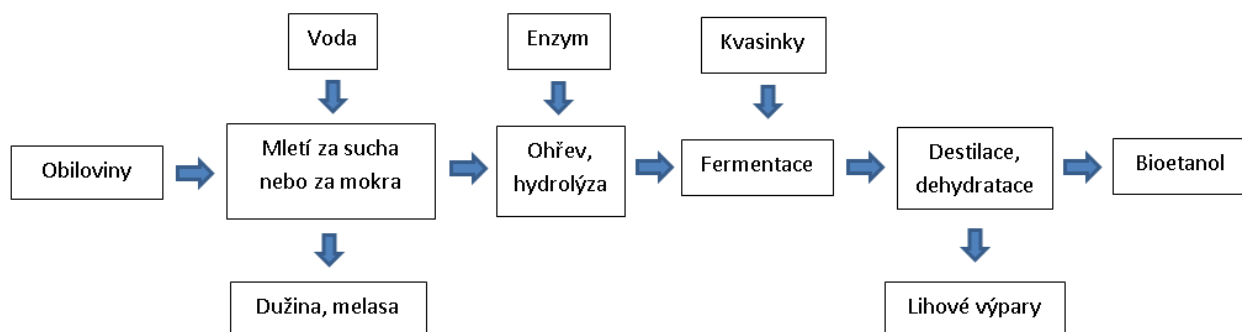 Voda
Enzym
Kvasinky
Obiloviny
Mletí za sucha
nebo za mokra
Ohřev,
hydrolýza
Fermentace
Destilace,
dehydratace
Bioetanol
Dužina, melasa
Lihové výpary